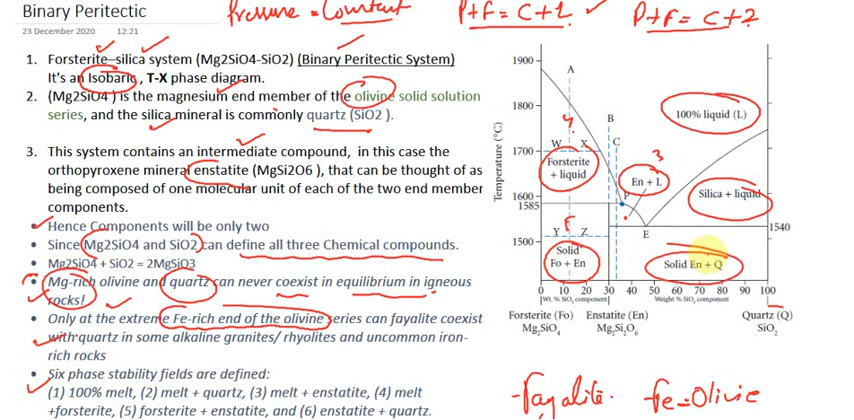 Binary Peritectic
Pressure = Constant
P+F = C+1 ✓
P+F = C+2
23 December 2020 12:21
1. Forsterite–silica system (Mg2SiO4-SiO2) (Binary Peritectic System)
It's an Isobaric , T-X phase diagram.
2. (Mg2SiO4 ) is the magnesium end member of the olivine solid solution
series, and the silica mineral is commonly quartz (SiO2 ).
3. This system contains an intermediate compound, in this case the
orthopyroxene mineral enstatite (MgSi2O6 ), that can be thought of as
being composed of one molecular unit of each of the two end member
components.
• Hence Components will be only two
• Since(Mg2SiO4 and SiO2)can define all three Chemical compounds.
• Mg2SiO4 + SiO2 = 2MgSiO3
• Mg-rich olivine and quartz can never coexist in equilibrium in igneous
rocks!
• Only at the extreme Fe-rich end of the olivine series can fayalite coexist
with quartz in some alkaline granites/ rhyolites and uncommon iron-
rich rocks
• Six phase stability fields are defined:
(1) 100% melt, (2) melt + quartz, (3) melt + enstatite, (4) melt
+forsterite, (5) forsterite + enstatite, and (6) enstatite + quartz.
Temperature (°C)
1900
1800
1700
1600
1585
1500
A
B
C
W X
Forsterite
+ liquid
3
En + L
P
100% liquid (L)
Silica + liquid
1540
E
Y Z
Solid
Fo + En
Solid En + Q
0 10 20 30 40 50 60 70 80 90 100
[Wt. % SiO2 component]
Weight % SiO2 component
Forsterite (Fo) Enstatite (En) Quartz (Q)
Mg2SiO4 Mg2Si2O6 SiO2
-Fayalite. Fe=Olivie